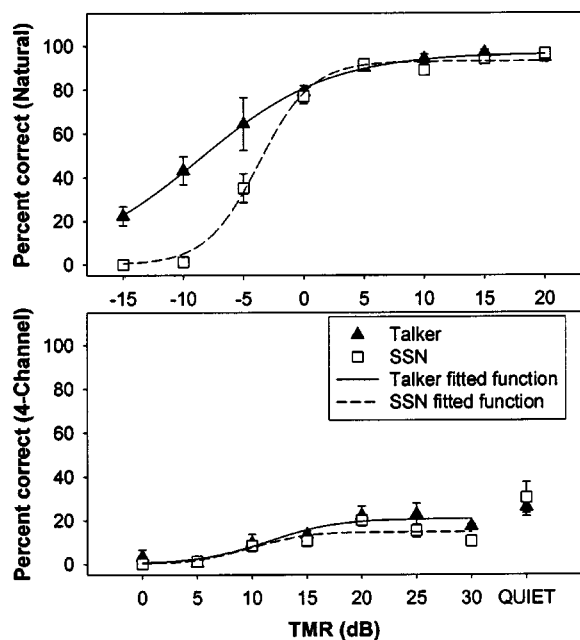 Percent correct (Natural)
100
80
60
40
20
0
-15 -10 -5 0 5 10 15 20
Percent correct (4-Channel)
100
80
60
40
20
0
Talker
SSN
Talker fitted function
SSN fitted function
0 5 10 15 20 25 30 QUIET
TMR (dB)